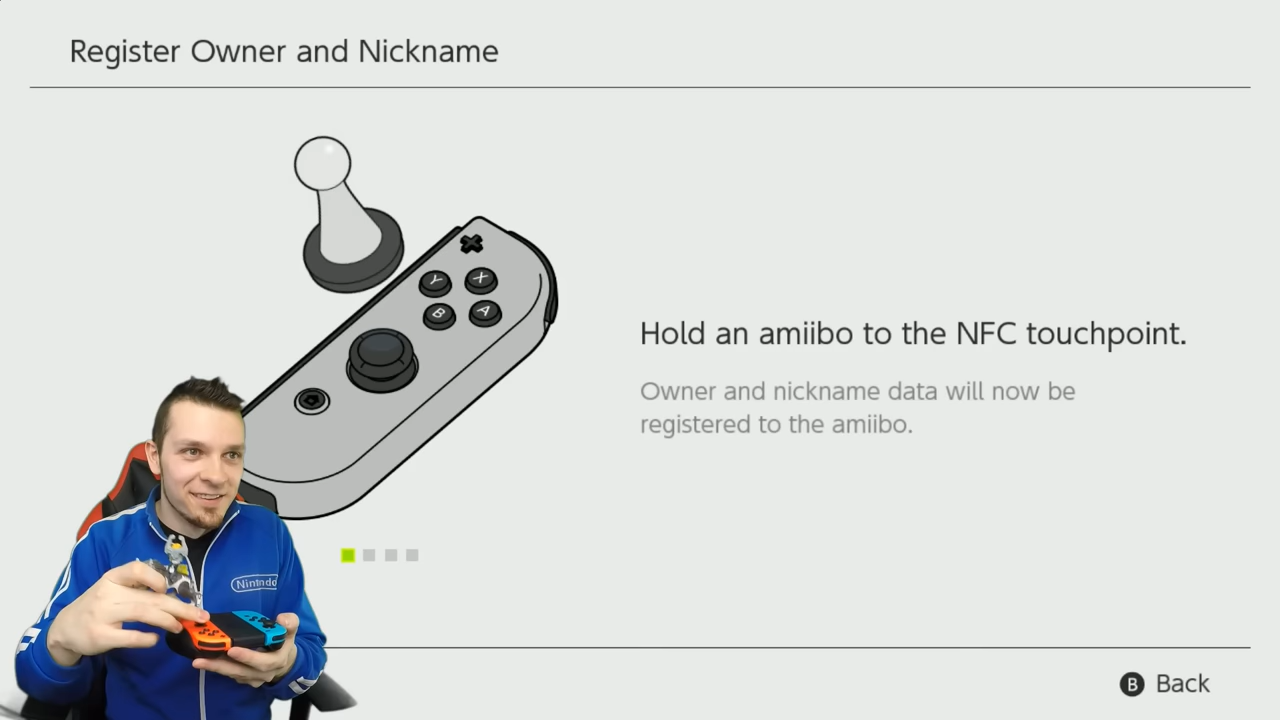 Register Owner and Nickname
Y
X
B
A
Hold an amiibo to the NFC touchpoint.
Owner and nickname data will now be
registered to the amiibo.
Nintendo
B Back